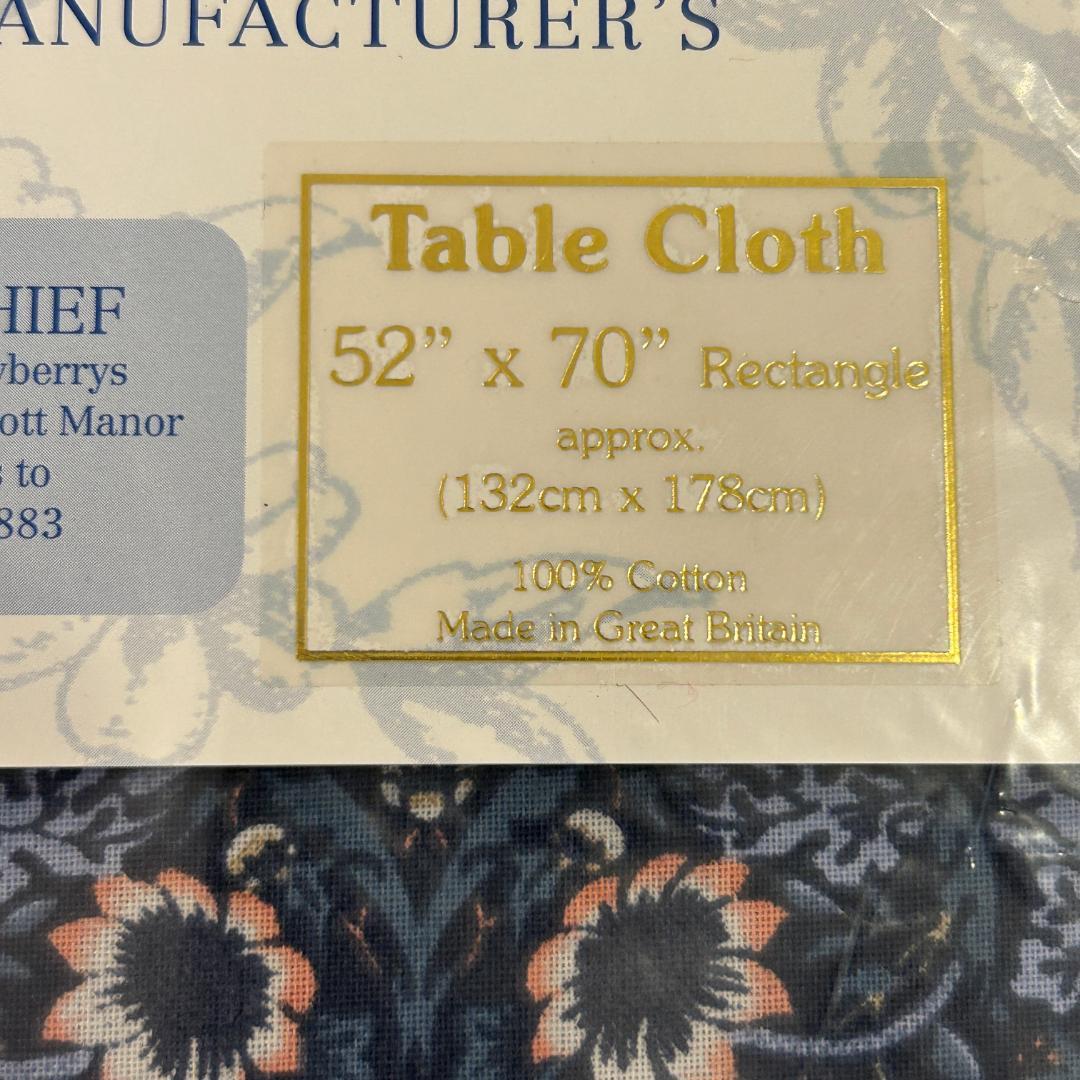 ANUFACTURER'S
HIEF
berrys
ott Manor
s to
883
Table Cloth
52” x 70” Rectangle
approx.
(132cm x 178cm)
100% Cotton
Made in Great Britain